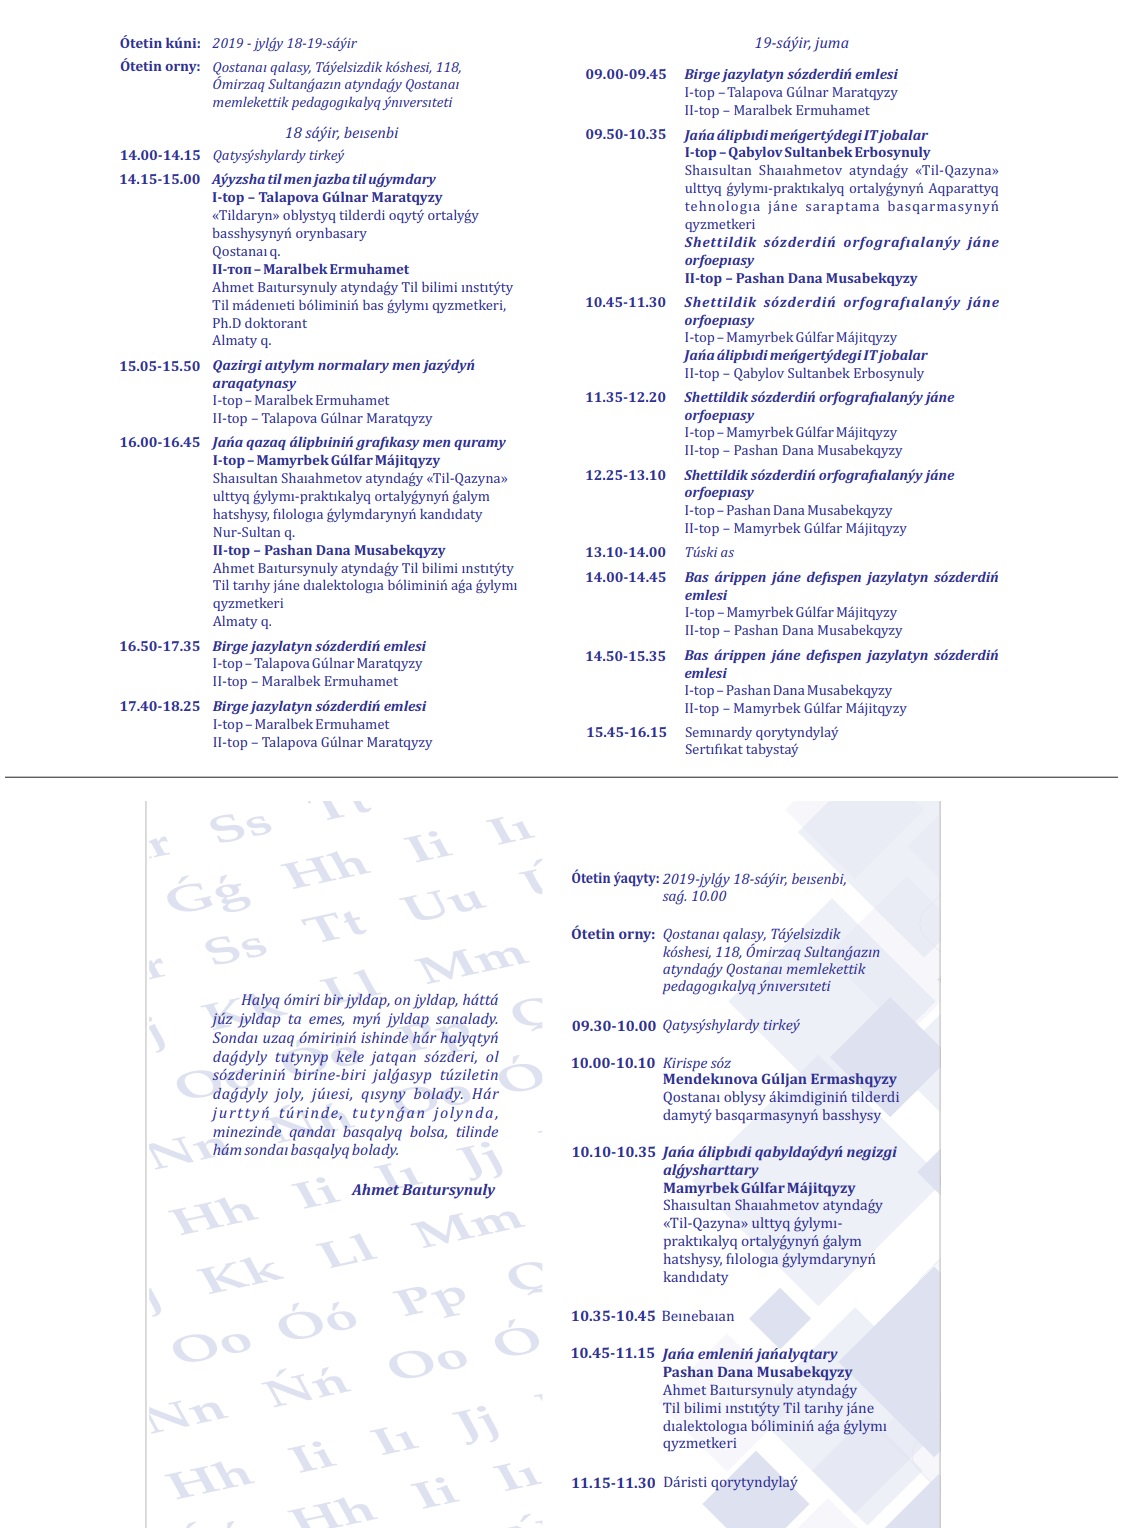 Ótetin kúni: 2019 - jylǵy 18-19-sáýir
Ótetin orny: Qostanaı qalasy, Táýelsizdik kóshesi, 118,
Ómirzaq Sultanǵazın atyndaǵy Qostanaı
memlekettik pedagogıkalyq ýnıversıteti
18 sáýir, beısenbi
14.00-14.15 Qatysýshylardy tirkeý
14.15-15.00 Aýyzsha til men jazba til uǵymdary
I-top – Talapova Gúlnar Maratqyzy
«Tildaryn» oblystyq tilderdi oqytý ortalyǵy
basshysynyń orynbasary
Qostanaı q.
II-топ – Maralbek Ermuhamet
Ahmet Baıtursynuly atyndaǵy Til bilimi ınstıtýty
Til mádenıeti bóliminiń bas ǵylymı qyzmetkeri,
Ph.D doktorant
Almaty q.
15.05-15.50 Qazirgi aıtylym normalary men jazýdyń
araqatynasy
I-top – Maralbek Ermuhamet
II-top – Talapova Gúlnar Maratqyzy
16.00-16.45 Jańa qazaq álipbıiniń grafıkasy men quramy
I-top – Mamyrbek Gúlfar Májitqyzy
Shaısultan Shaıahmetov atyndaǵy «Til-Qazyna»
ulttyq ǵylymı-praktıkalyq ortalyǵynyń ǵalym
hatshysy, fılologıa ǵylymdarynyń kandıdaty
Nur-Sultan q.
II-top – Pashan Dana Musabekqyzy
Ahmet Baıtursynuly atyndaǵy Til bilimi ınstıtýty
Til tarıhy jáne dıalektologıa bóliminiń aǵa ǵylymı
qyzmetkeri
Almaty q.
16.50-17.35 Birge jazylatyn sózderdiń emlesi
I-top – Talapova Gúlnar Maratqyzy
II-top – Maralbek Ermuhamet
17.40-18.25 Birge jazylatyn sózderdiń emlesi
I-top – Maralbek Ermuhamet
II-top – Talapova Gúlnar Maratqyzy
19-sáýir, juma
09.00-09.45 Birge jazylatyn sózderdiń emlesi
I-top – Talapova Gúlnar Maratqyzy
II-top – Maralbek Ermuhamet
09.50-10.35 Jańa álipbıdi meńgertýdegi IT jobalar
I-top – Qabylov Sultanbek Erbosynuly
Shaısultan Shaıahmetov atyndaǵy «Til-Qazyna»
ulttyq ǵylymı-praktıkalyq ortalyǵynyń Aqparattyq
tehnologıa jáne saraptama basqarmasynyń
qyzmetkeri
Shettildik sózderdiń orfografıalanýy jáne
orfoepıasy
II-top – Pashan Dana Musabekqyzy
10.45-11.30 Shettildik sózderdiń orfografıalanýy jáne
orfoepıasy
I-top – Mamyrbek Gúlfar Májitqyzy
Jańa álipbıdi meńgertýdegi IT jobalar
II-top – Qabylov Sultanbek Erbosynuly
11.35-12.20 Shettildik sózderdiń orfografıalanýy jáne
orfoepıasy
I-top – Mamyrbek Gúlfar Májitqyzy
II-top – Pashan Dana Musabekqyzy
12.25-13.10 Shettildik sózderdiń orfografıalanýy jáne
orfoepıasy
I-top – Pashan Dana Musabekqyzy
II-top – Mamyrbek Gúlfar Májitqyzy
13.10-14.00 Túski as
14.00-14.45 Bas árippen jáne defıspen jazylatyn sózderdiń
emlesi
I-top – Mamyrbek Gúlfar Májitqyzy
II-top – Pashan Dana Musabekqyzy
14.50-15.35 Bas árippen jáne defıspen jazylatyn sózderdiń
emlesi
I-top – Pashan Dana Musabekqyzy
II-top – Mamyrbek Gúlfar Májitqyzy
15.45-16.15 Semınardy qorytyndylaý
Sertıfıkat tabystaý
Halyq ómiri bir jyldap, on jyldap, háttá
júz jyldap ta emes, myń jyldap sanalady.
Sondaı uzaq ómiriniń ishinde hár halyqtyń
daǵdyly tutynyp kele jatqan sózderi, ol
sózderiniń birine-biri jalǵasyp túziletin
daǵdyly joly, júıesi, qısyny bolady. Hár
jurttyń túrinde, tutynǵan jolynda,
minezinde qandaı basqalyq bolsa, tilinde
hám sondaı basqalyq bolady.
Ahmet Baıtursynuly
Ótetin ýaqyty: 2019-jylǵy 18-sáýir, beısenbi,
saǵ. 10.00
Ótetin orny: Qostanaı qalasy, Táýelsizdik
kóshesi, 118, Ómirzaq Sultanǵazın
atyndaǵy Qostanaı memlekettik
pedagogıkalyq ýnıversıteti
09.30-10.00 Qatysýshylardy tirkeý
10.00-10.10 Kirispe sóz
Mendekınova Gúljan Ermashqyzy
Qostanaı oblysy ákimdiginiń tilderdi
damytý basqarmasynyń basshysy
10.10-10.35 Jańa álipbıdi qabyldaýdyń negizgi
alǵysharttary
Mamyrbek Gúlfar Májitqyzy
Shaısultan Shaıahmetov atyndaǵy
«Til-Qazyna» ulttyq ǵylymı-
praktıkalyq ortalyǵynyń ǵalym
hatshysy, fılologıa ǵylymdarynyń
kandıdaty
10.35-10.45 Beınebaıan
10.45-11.15 Jańa emleniń jańalyqtary
Pashan Dana Musabekqyzy
Ahmet Baıtursynuly atyndaǵy
Til bilimi ınstıtýty Til tarıhy jáne
dıalektologıa bóliminiń aǵa ǵylymı
qyzmetkeri
11.15-11.30 Dáristi qorytyndylaý